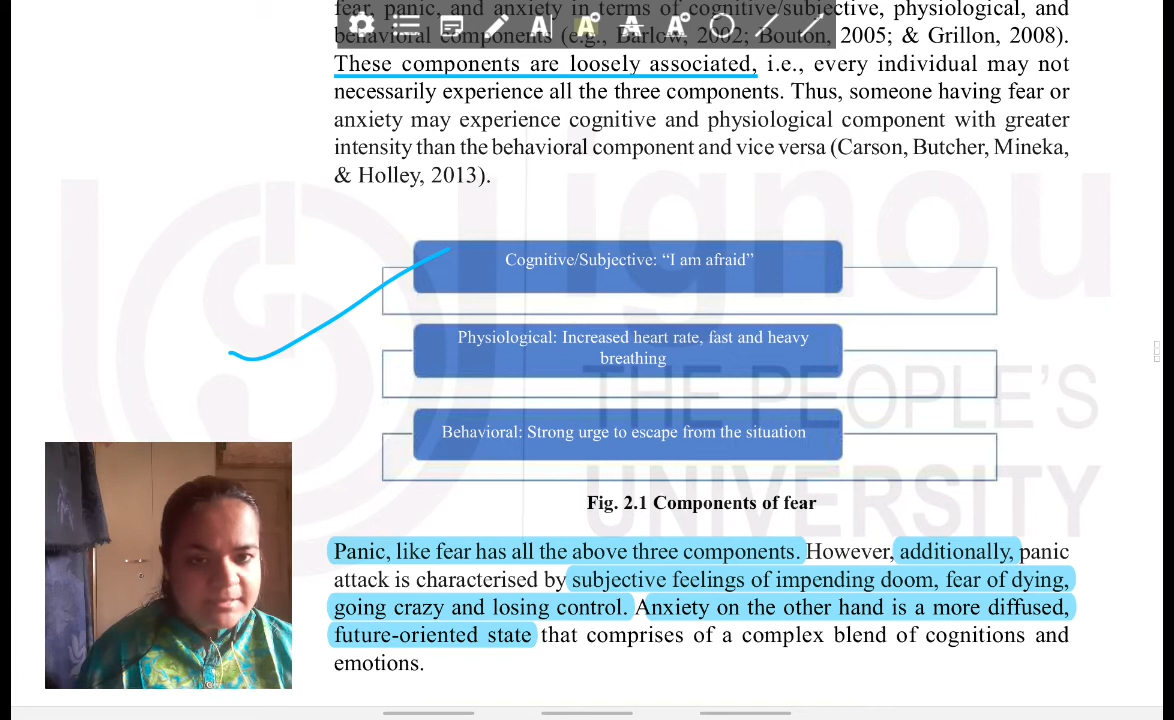 fear, panic, and anxiety in terms of cognitive/subjective, physiological, and
behavioral components (e.g., Barlow, 2002; Bouton, 2005; & Grillon, 2008).
These components are loosely associated, i.e., every individual may not
necessarily experience all the three components. Thus, someone having fear or
anxiety may experience cognitive and physiological component with greater
intensity than the behavioral component and vice versa (Carson, Butcher, Mineka,
& Holley, 2013).
ignou
Cognitive/Subjective: “I am afraid”
Physiological: Increased heart rate, fast and heavy
breathing
THE PEOPLE'S
Behavioral: Strong urge to escape from the situation
UNIVERSITY
Fig. 2.1 Components of fear
Panic, like fear has all the above three components. However, additionally, panic
attack is characterised by subjective feelings of impending doom, fear of dying,
going crazy and losing control. Anxiety on the other hand is a more diffused,
future-oriented state that comprises of a complex blend of cognitions and
emotions.